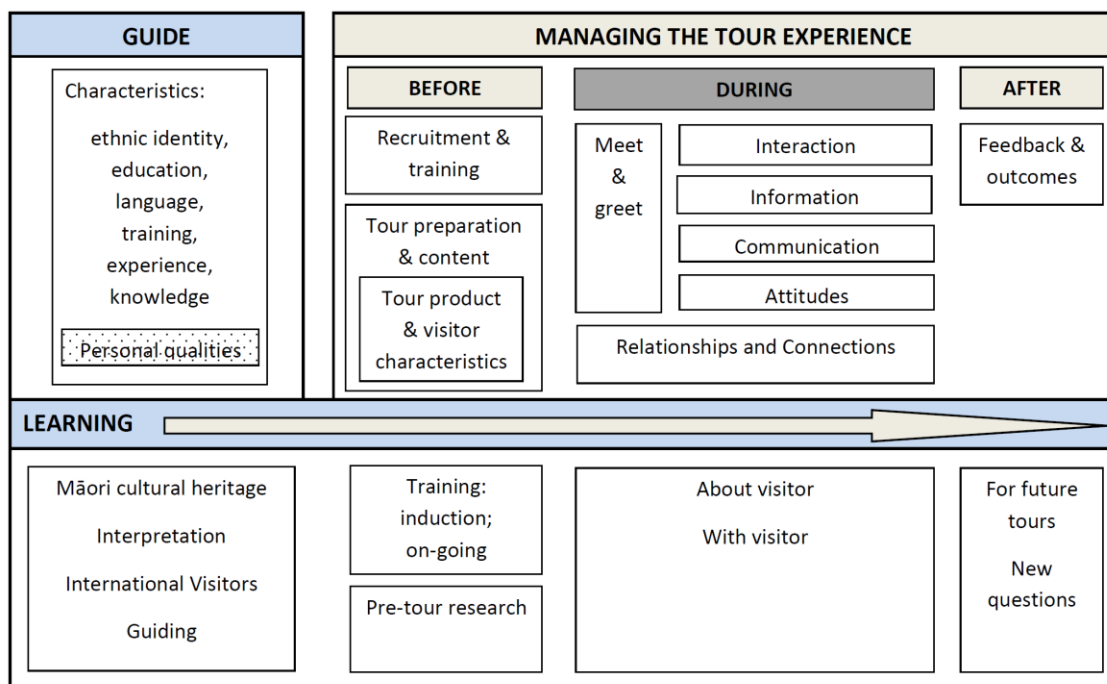 GUIDE
Characteristics:
ethnic identity,
education,
language,
training,
experience,
knowledge
Personal qualities
MANAGING THE TOUR EXPERIENCE
BEFORE
Recruitment &
training
Tour preparation
& content
Tour product
& visitor
characteristics
DURING
Meet
&
greet
Interaction
Information
Communication
Attitudes
Relationships and Connections
AFTER
Feedback &
outcomes
LEARNING
Māori cultural heritage
Interpretation
International Visitors
Guiding
Training:
induction;
on-going
Pre-tour research
About visitor
With visitor
For future
tours
New
questions